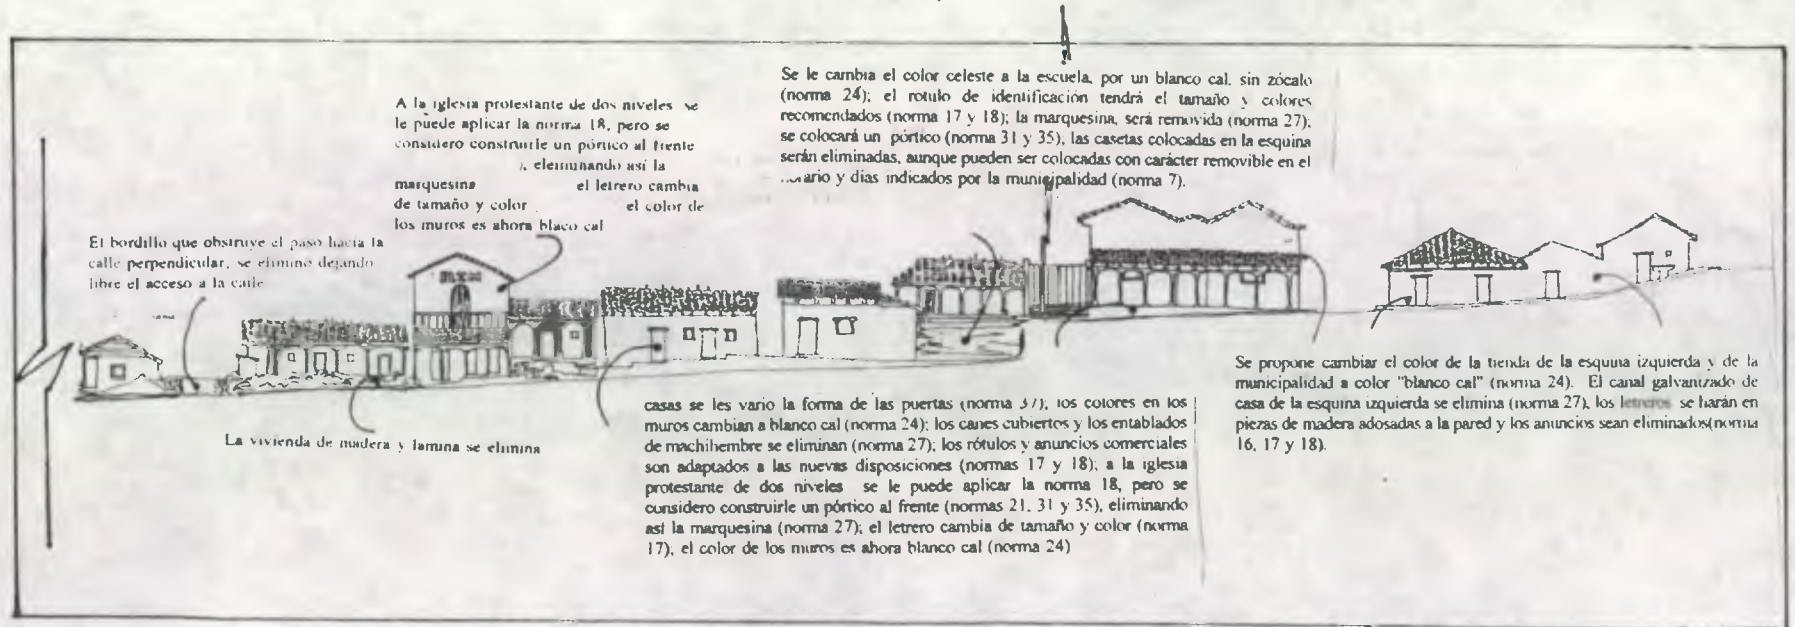 A la iglesia protestante de dos niveles se
le puede aplicar la norma 18, pero se
considero construirle un pórtico al frente
, eleminando así la
marquesina el letrero cambia
de tamaño y color el color de
los muros es ahora blaco cal
Se le cambia el color celeste a la escuela, por un blanco cal, sin zócalo
(norma 24); el rotulo de identificación tendrá el tamaño y colores
recomendados (norma 17 y 18); la marquesina, será removida (norma 27);
se colocará un pórtico (norma 31 y 35), las casetas colocadas en la esquina
serán eliminadas, aunque pueden ser colocadas con carácter removible en el
y dias indicados por la municipalidad (norma 7).
El bordillo que obstruye el paso hacia la
calle perpendicular, se elimino dejando
libre el acceso a la calle
La vivienda de madera y lamina se elimina
casas se les vario la forma de las puertas (norma 37); los colores en los
muros cambian a blanco cal (norma 24); los canes cubiertos y los entablados
de machihembre se eliminan (norma 27); los rótulos y anuncios comerciales
son adaptados a las nuevas disposiciones (normas 17 y 18); a la iglesia
protestante de dos niveles se le puede aplicar la norma 18, pero se
considero construirle un pórtico al frente (normas 21, 31 y 35), eliminando
así la marquesina (norma 27); el letrero cambia de tamaño y color (norma
17), el color de los muros es ahora blanco cal (norma 24)
Se propone cambiar el color de la tienda de la esquina izquierda y de la
municipalidad a color "blanco cal" (norma 24). El canal galvanizado de
casa de la esquina izquierda se elimina (norma 27), los letreros se harán en
piezas de madera adosadas a la pared y los anuncios sean eliminados(norma
16, 17 y 18).